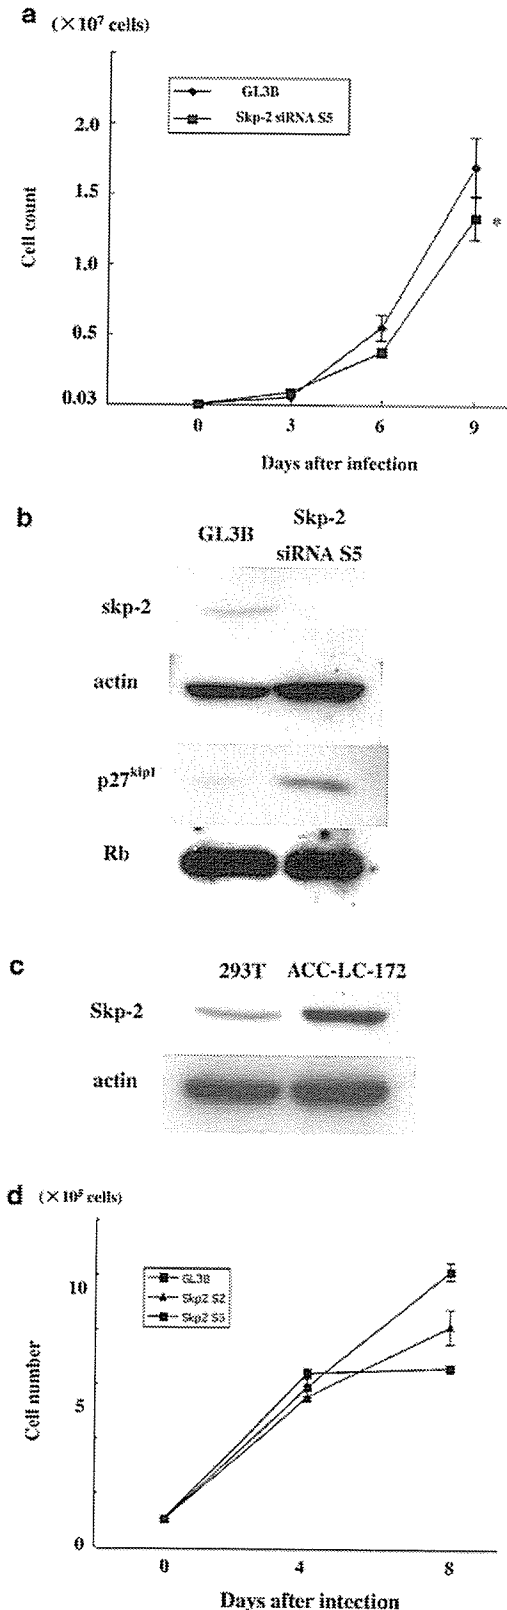 a (×10⁷ cells)
GL3B
Skp-2 siRNA S5
2.0
1.5
1.0
0.5
0.03
Cell count
*
0 3 6 9
Days after infection
b
GL3B Skp-2 siRNA S5
skp-2
actin
p27kip1
Rb
c
293T ACC-LC-172
Skp-2
actin
d (×10⁵ cells)
GL3B
Skp2 S2
Skp2 S5
10
5
0
Cell number
0 4 8
Days after infection